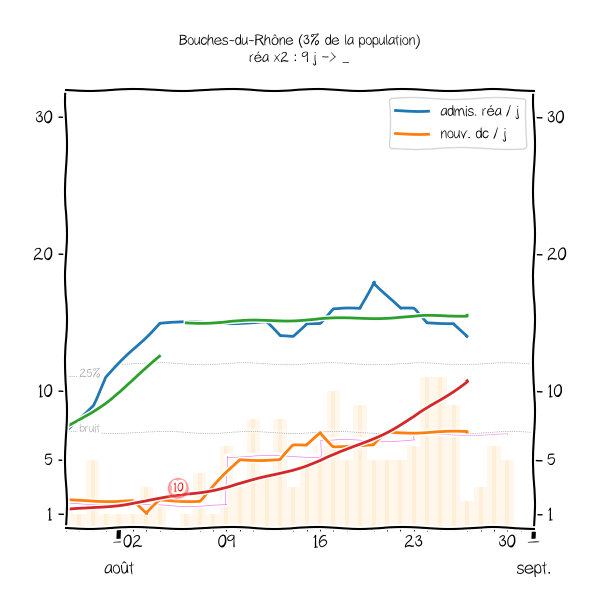 Bouches-du-Rhône (3% de la population)
réa x2 : 9 j -> _
admis. réa / j
nouv. dc / j
30
30
20
20
25%
10
10
bruit
5
5
10
1
1
02
09
16
23
30
août
sept.